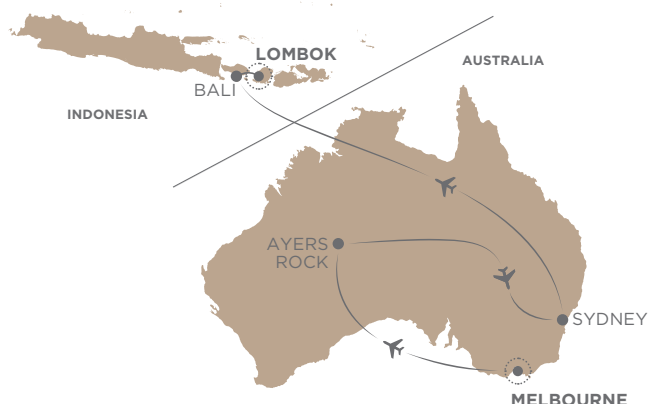 LOMBOK
AUSTRALIA
BALI
INDONESIA
AYERS
ROCK
SYDNEY
MELBOURNE